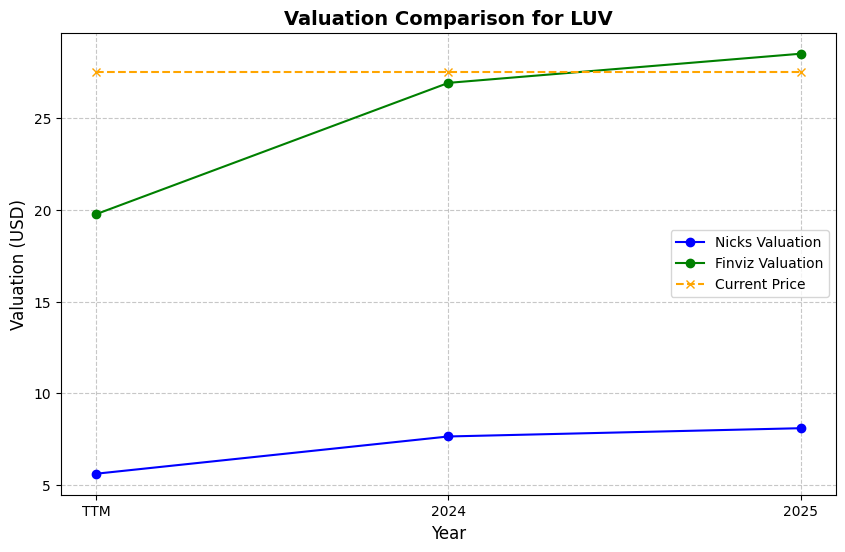 Valuation Comparison for LUV
Valuation (USD)
25
20
15
10
5
Nicks Valuation
Finviz Valuation
Current Price
TTM
2024
2025
Year